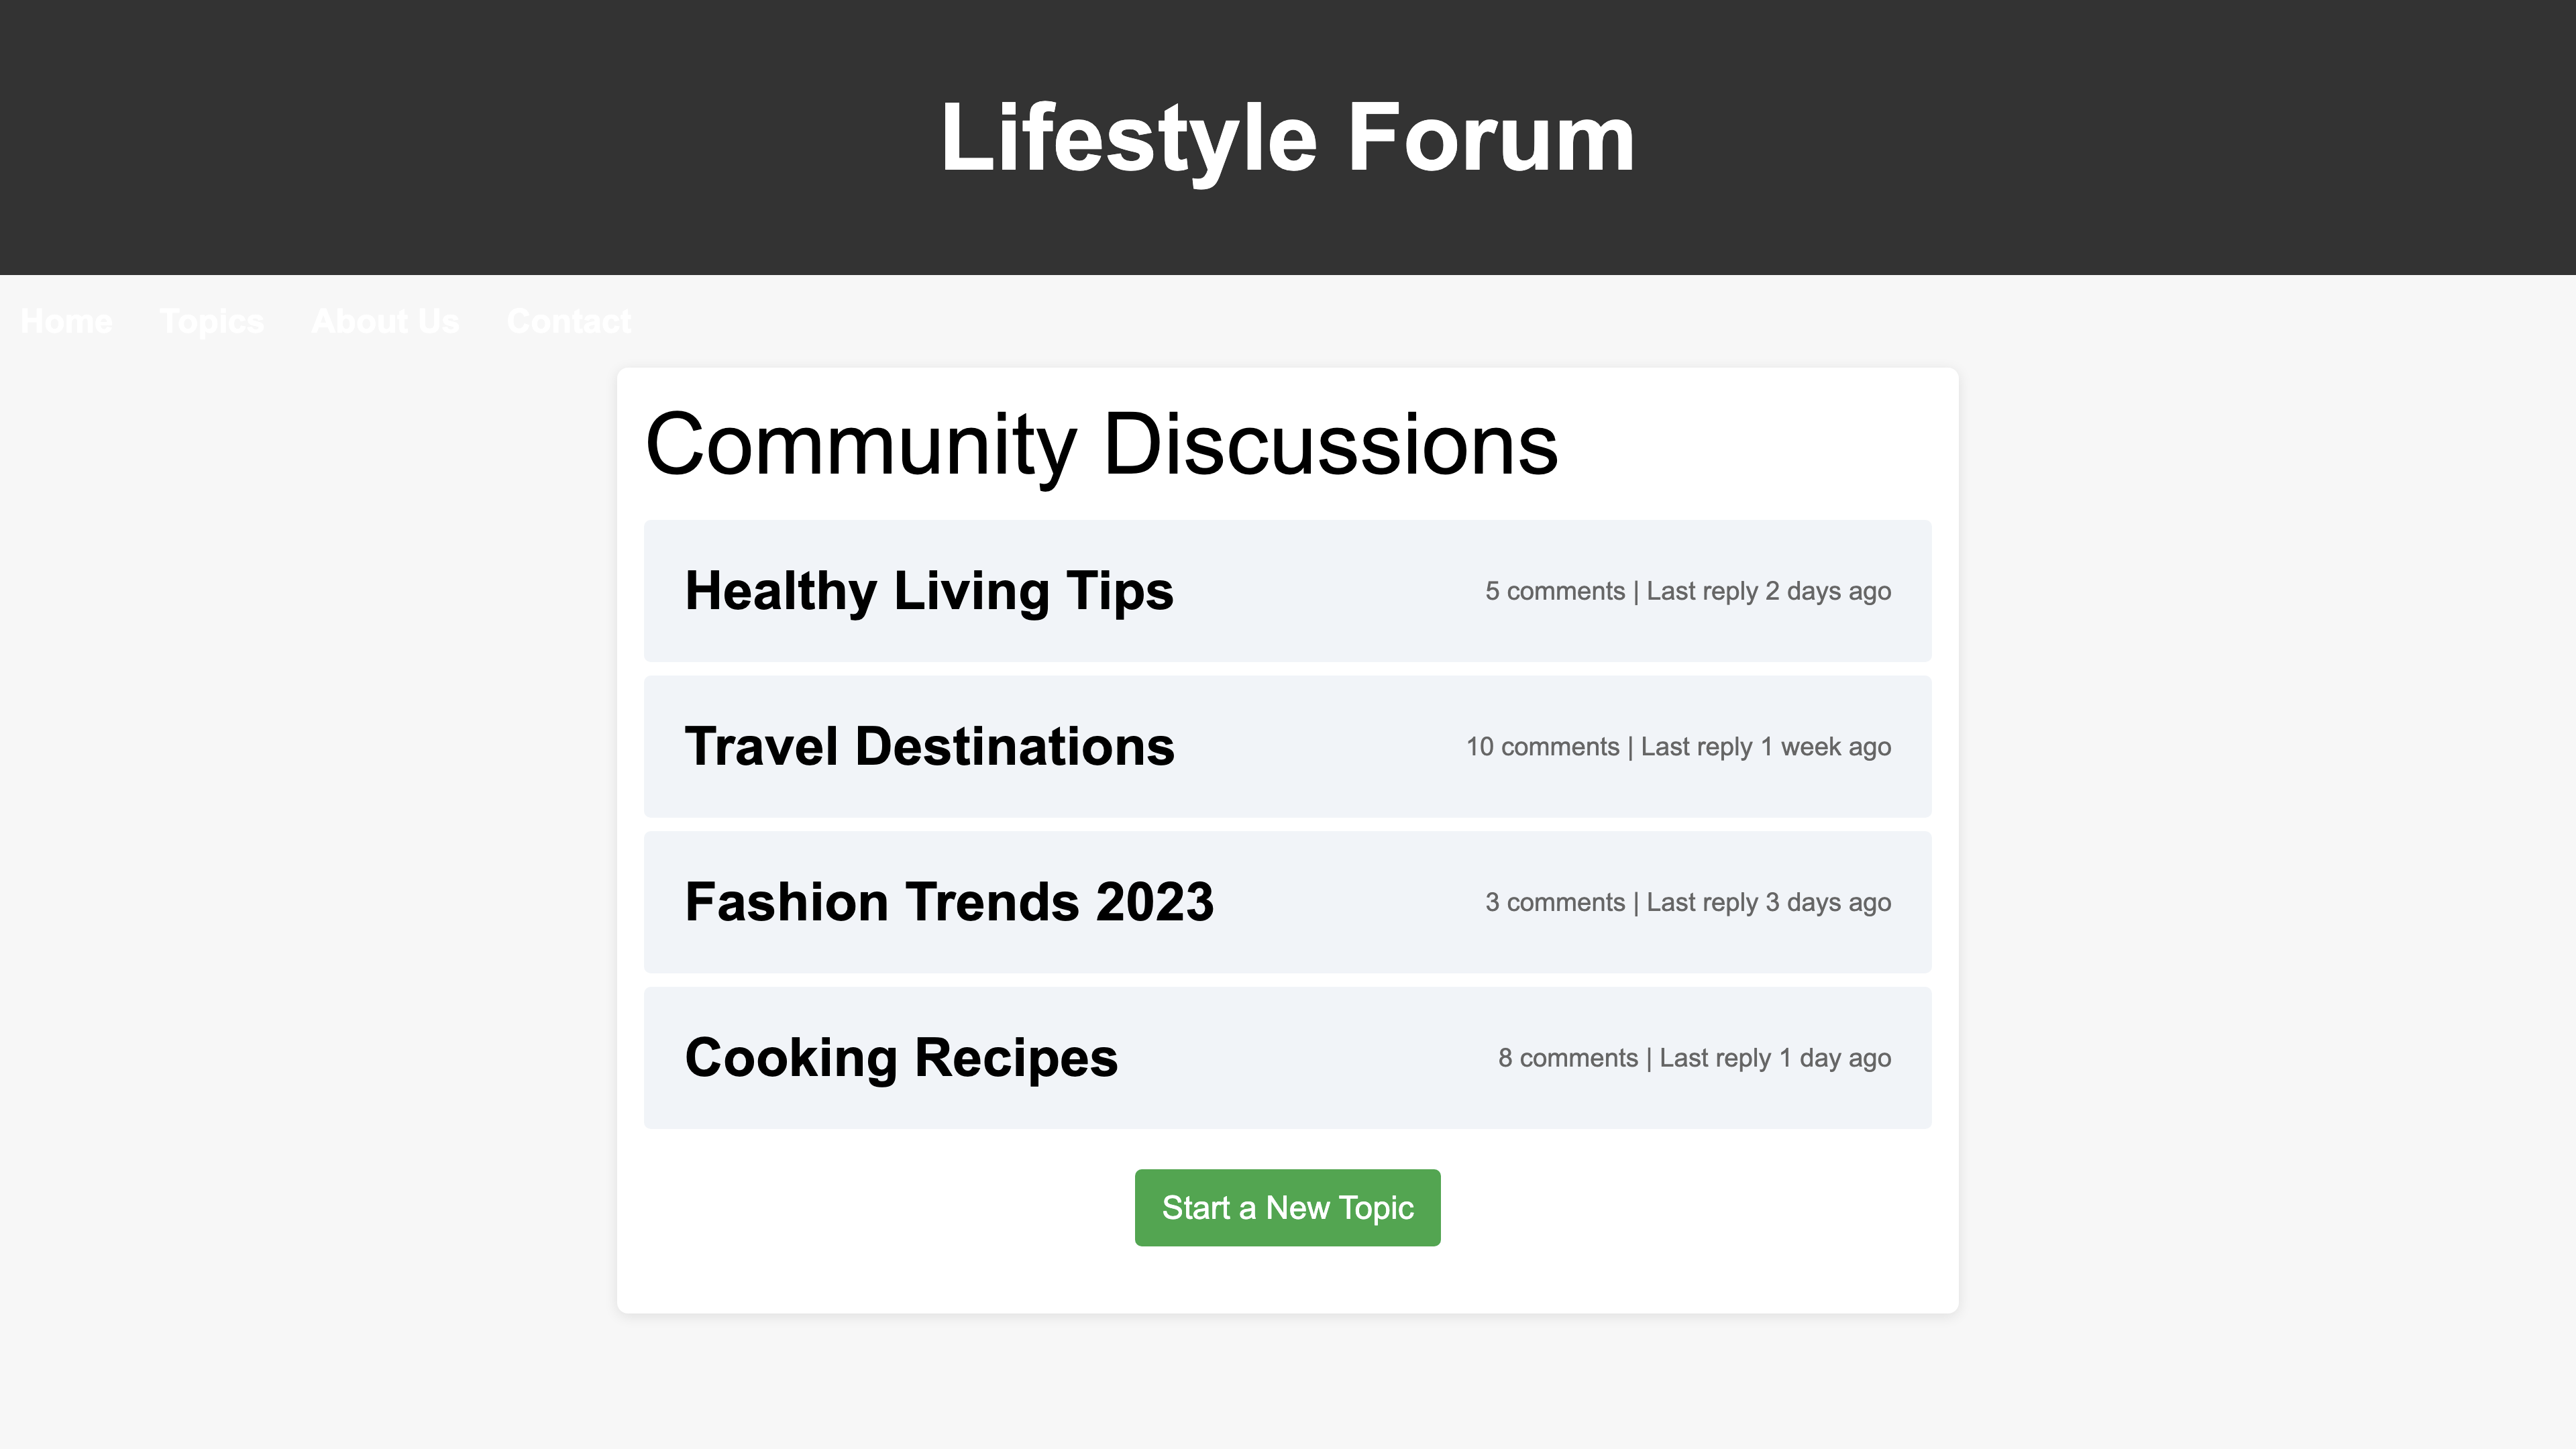 Lifestyle Forum
Home Topics About Us Contact
Community Discussions
Healthy Living Tips 5 comments | Last reply 2 days ago
Travel Destinations 10 comments | Last reply 1 week ago
Fashion Trends 2023 3 comments | Last reply 3 days ago
Cooking Recipes 8 comments | Last reply 1 day ago
Start a New Topic